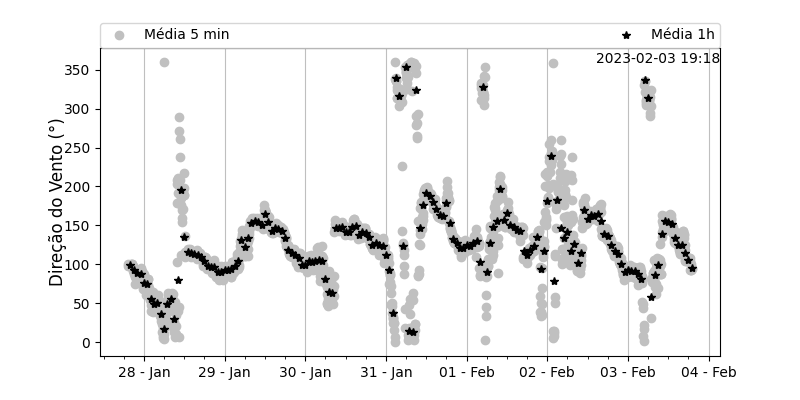 Média 5 min
Média 1h
2023-02-03 19:18
Direção do Vento (°)
350
300
250
200
150
100
50
0
28 - Jan
29 - Jan
30 - Jan
31 - Jan
01 - Feb
02 - Feb
03 - Feb
04 - Feb